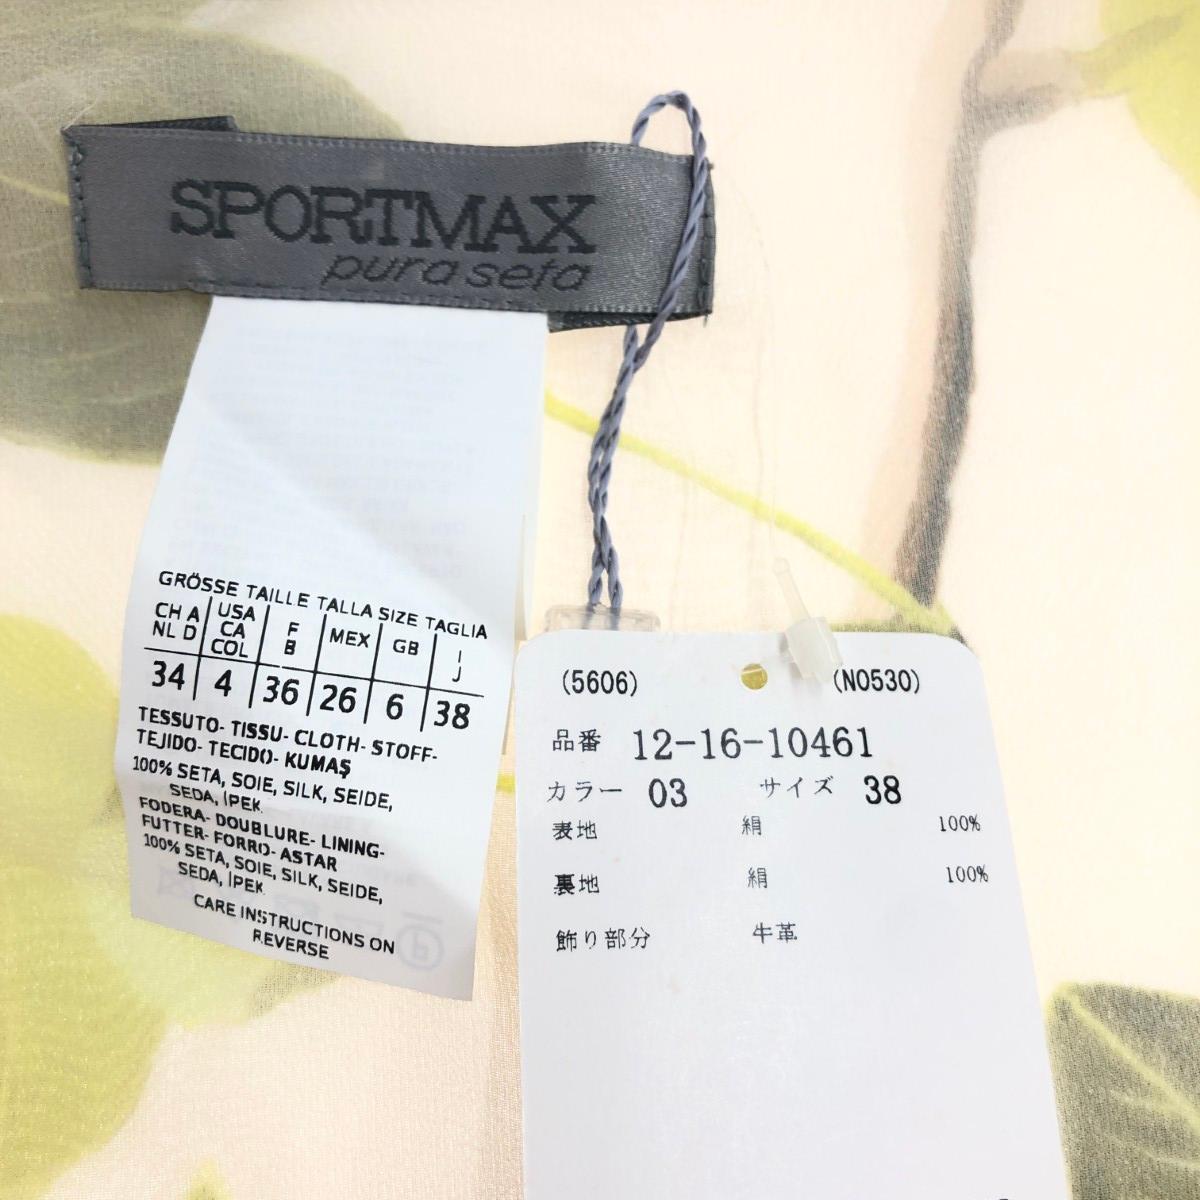 SPORTMAX
pura seta
GRÖSSE TAILLE TALLA SIZE TAGLIA
CH A NL D USA CA COL F B MEX GB I J
34 4 36 26 6 38
TESSUTO- TISSU- CLOTH- STOFF-
TEJIDO- TECIDO- KUMAŞ
100% SETA, SOIE, SILK, SEIDE,
SEDA, İPEK
FODERA- DOUBLURE- LINING-
FUTTER- FORRO- ASTAR
100% SETA, SOIE, SILK, SEIDE,
SEDA, İPEK
CARE INSTRUCTIONS ON
REVERSE
(5606) (N0530)
品番 12-16-10461
カラー 03 サイズ 38
表地 絹 100%
裏地 絹 100%
飾り部分 牛革